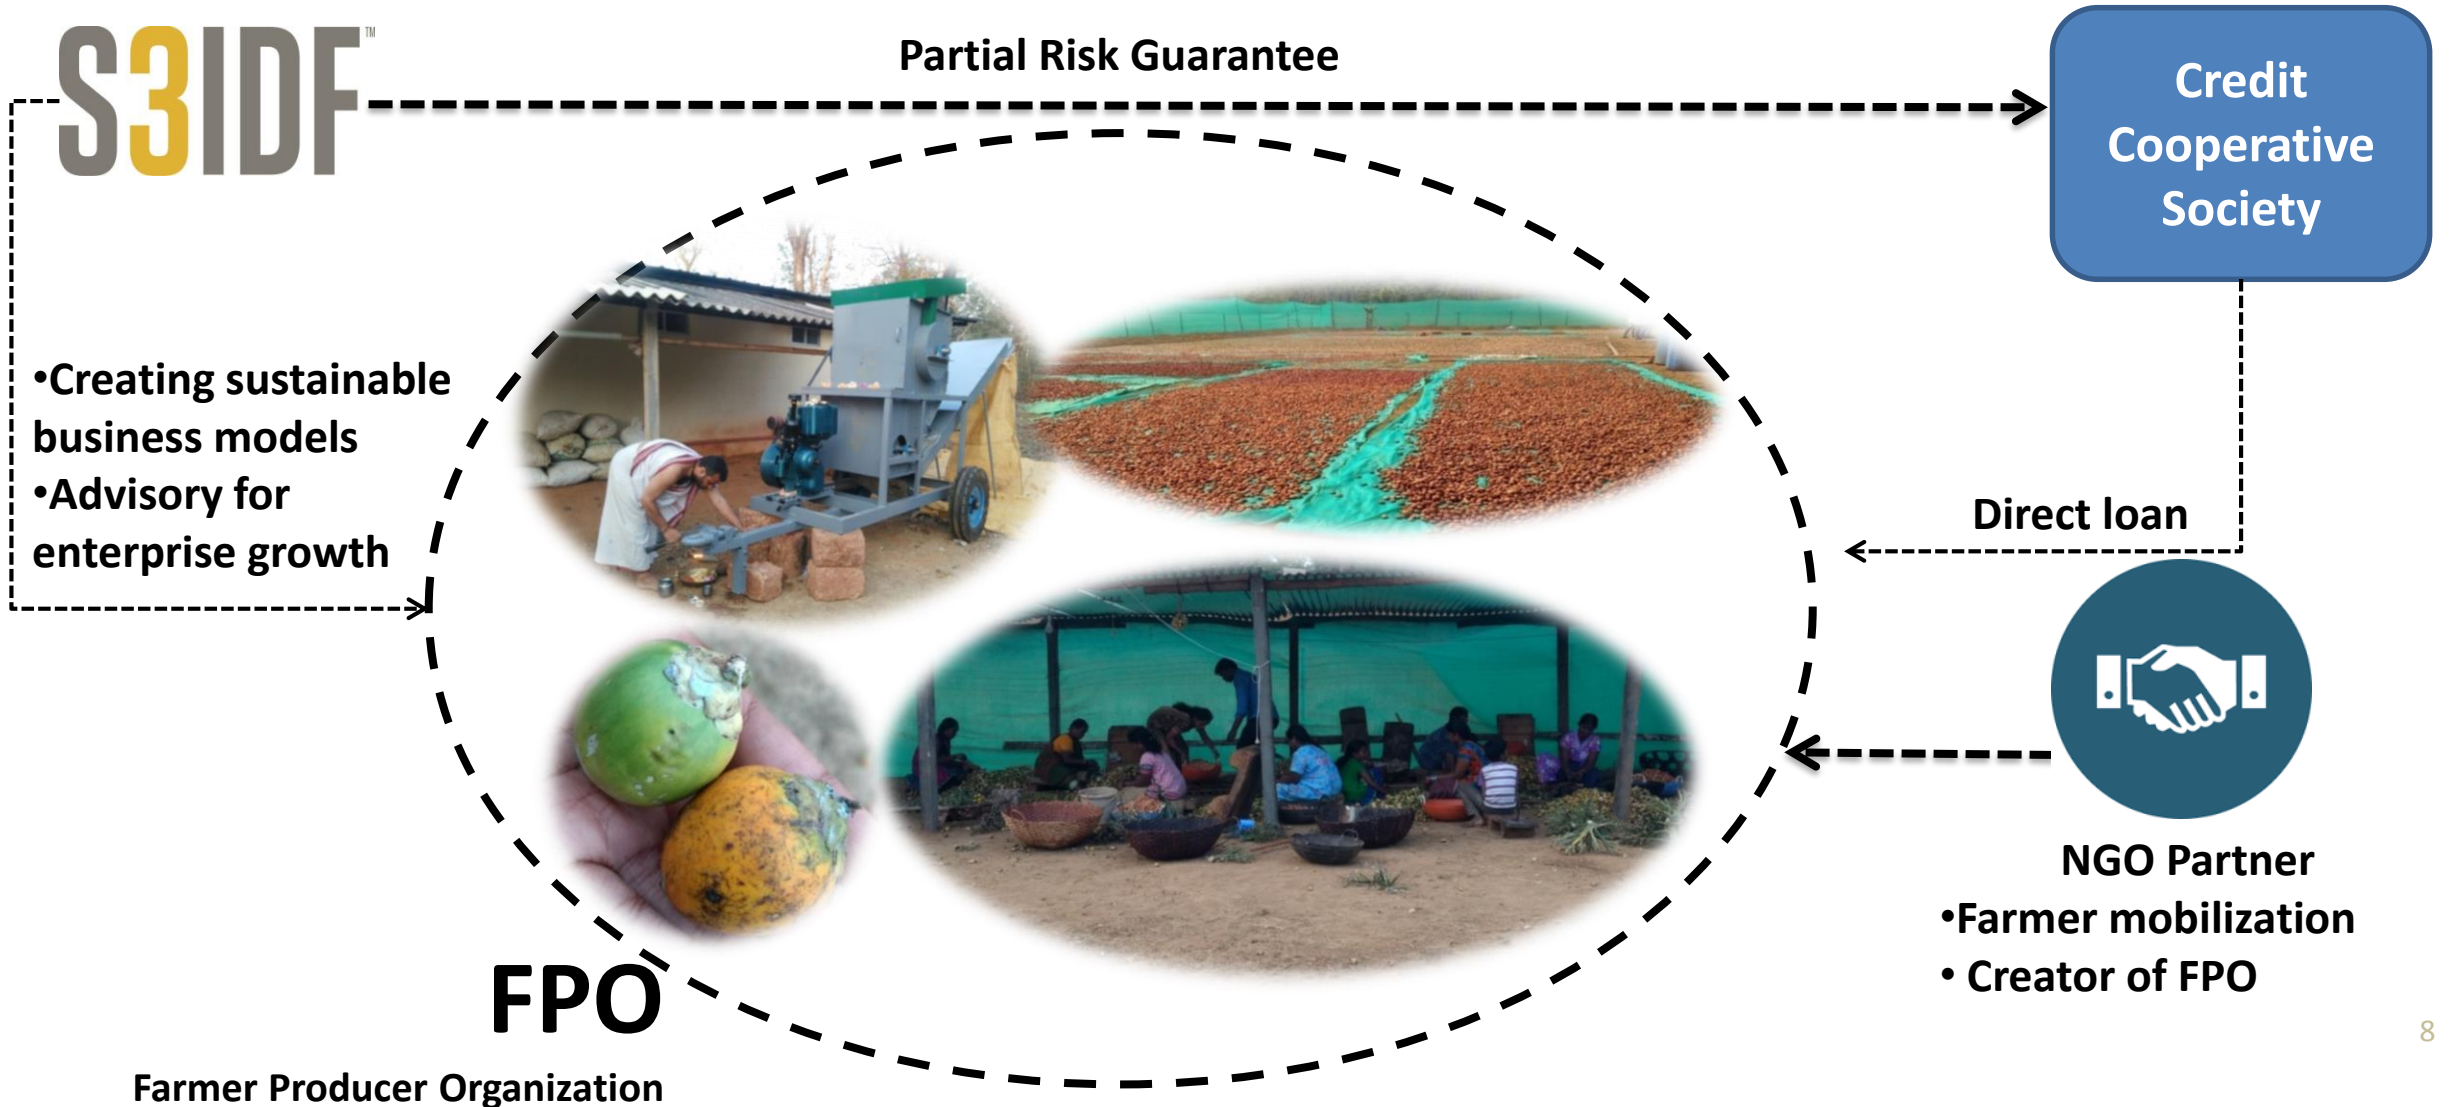 S3IDF™
Partial Risk Guarantee
Credit
Cooperative
Society
•Creating sustainable
business models
•Advisory for
enterprise growth
Direct loan
NGO Partner
•Farmer mobilization
• Creator of FPO
FPO
Farmer Producer Organization
8